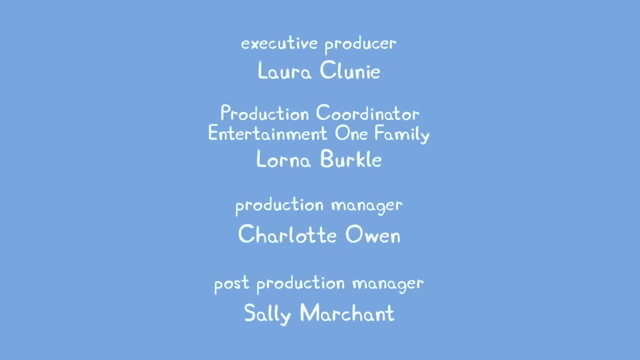 executive producer
Laura Clunie
Production Coordinator
Entertainment One Family
Lorna Burkle
production manager
Charlotte Owen
post production manager
Sally Marchant